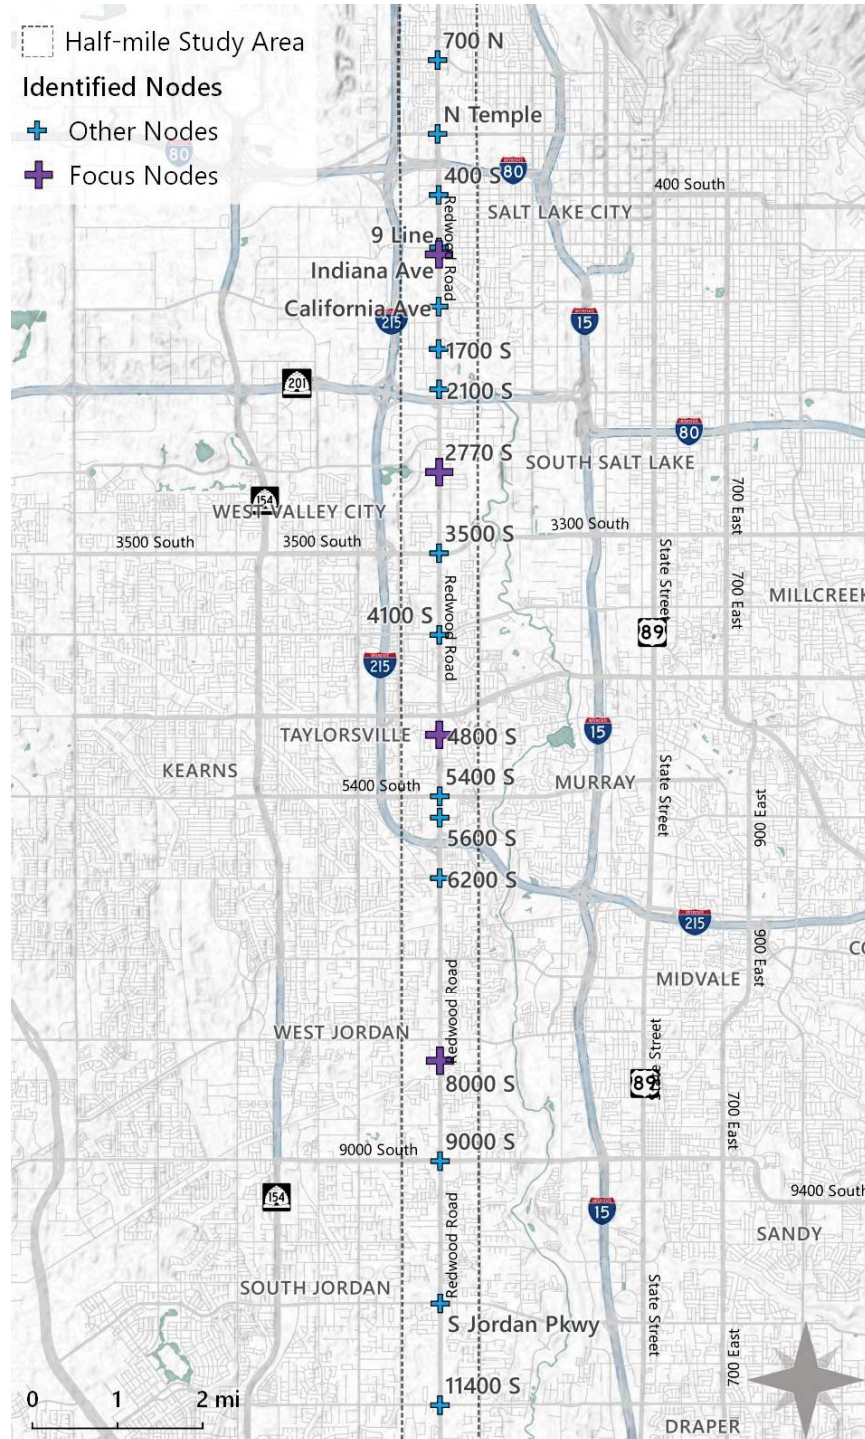 Half-mile Study Area
Identified Nodes
Other Nodes
Focus Nodes
700 N
N Temple
80
80
400 S
400 South
SALT LAKE CITY
Redwood Road
9 Line
Indiana Ave
California Ave
215
15
1700 S
201
2100 S
80
2770 S
SOUTH SALT LAKE
154
WEST VALLEY CITY
700 East
3500 S
3300 South
3500 South
3500 South
State Street
700 East
Redwood Road
MILLCREEK
4100 S
89
215
TAYLORSVILLE
4800 S
15
KEARNS
5400 S
5400 South
MURRAY
State Street
900 East
5600 S
6200 S
215
900 East
CO
MIDVALE
Redwood Road
WEST JORDAN
State Street
8000 S
89
700 East
9000 S
9000 South
154
9400 South
15
Redwood Road
SANDY
SOUTH JORDAN
State Street
S Jordan Pkwy
700 East
11400 S
0 1 2 mi
DRAPER